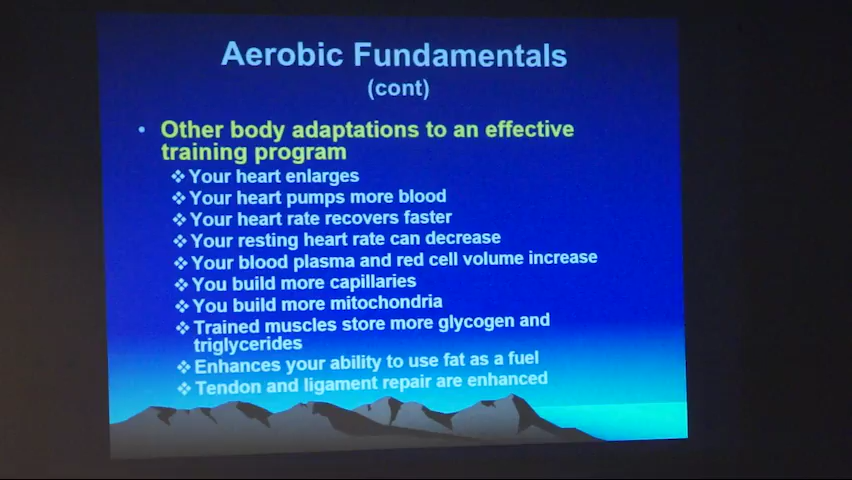 Aerobic Fundamentals
(cont)
• Other body adaptations to an effective
training program
❖ Your heart enlarges
❖ Your heart pumps more blood
❖ Your heart rate recovers faster
❖ Your resting heart rate can decrease
❖ Your blood plasma and red cell volume increase
❖ You build more capillaries
❖ You build more mitochondria
❖ Trained muscles store more glycogen and
triglycerides
❖ Enhances your ability to use fat as a fuel
❖ Tendon and ligament repair are enhanced